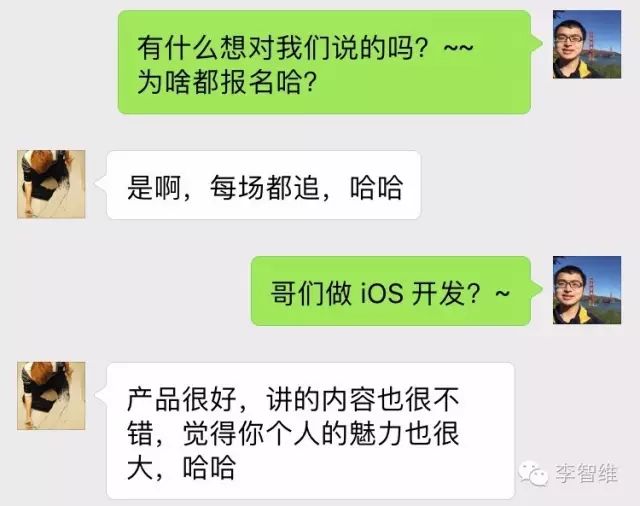 有什么想对我们说的吗？~~
为啥都报名哈？
是啊，每场都追，哈哈
哥们做 iOS 开发？~
产品很好，讲的内容也很不
错，觉得你个人的魅力也很
大，哈哈
李智维